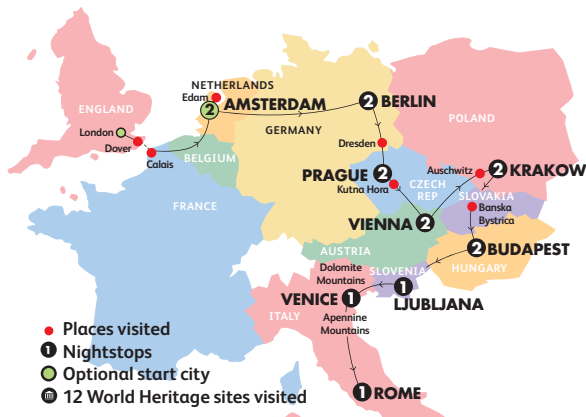 NETHERLANDS
Edam
2 AMSTERDAM
ENGLAND
London
Dover
Calais
BELGIUM
GERMANY
2 BERLIN
POLAND
Dresden
PRAGUE 2
Kutna Hora
CZECH
REP
Auschwitz
2 KRAKOW
SLOVAKIA
Banska
Bystrica
FRANCE
VIENNA 2
AUSTRIA
2 BUDAPEST
HUNGARY
Dolomite
Mountains
SLOVENIA
VENICE 1
1
LJUBLJANA
ITALY
Apennine
Mountains
1 ROME
Places visited
1 Nightstops
Optional start city
12 World Heritage sites visited